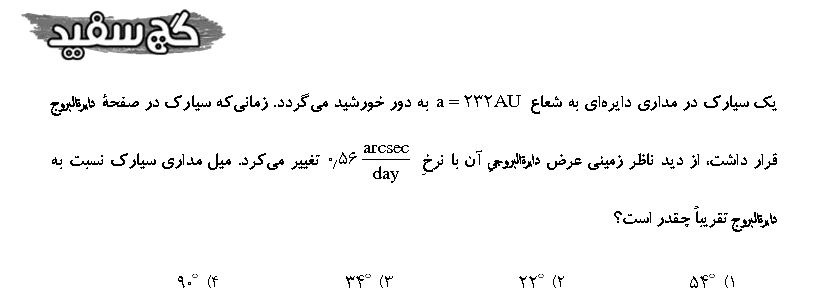 گچ سفید
یک سیارک در مداری دایره‌ای به شعاع a = ۲۳۲AU به دور خورشید می‌گردد. زمانی‌که سیارک در صفحهٔ دایرةالبروج
قرار داشت، از دید ناظر زمینی عرض دایرةالبروجیِ آن با نرخِ ۰٫۵۶ arcsec/day تغییر می‌کرد. میل مداری سیارک نسبت به
دایرةالبروج تقریباً چقدر است؟
۱) ۵۴° ۲) ۲۲° ۳) ۳۴° ۴) ۹۰°